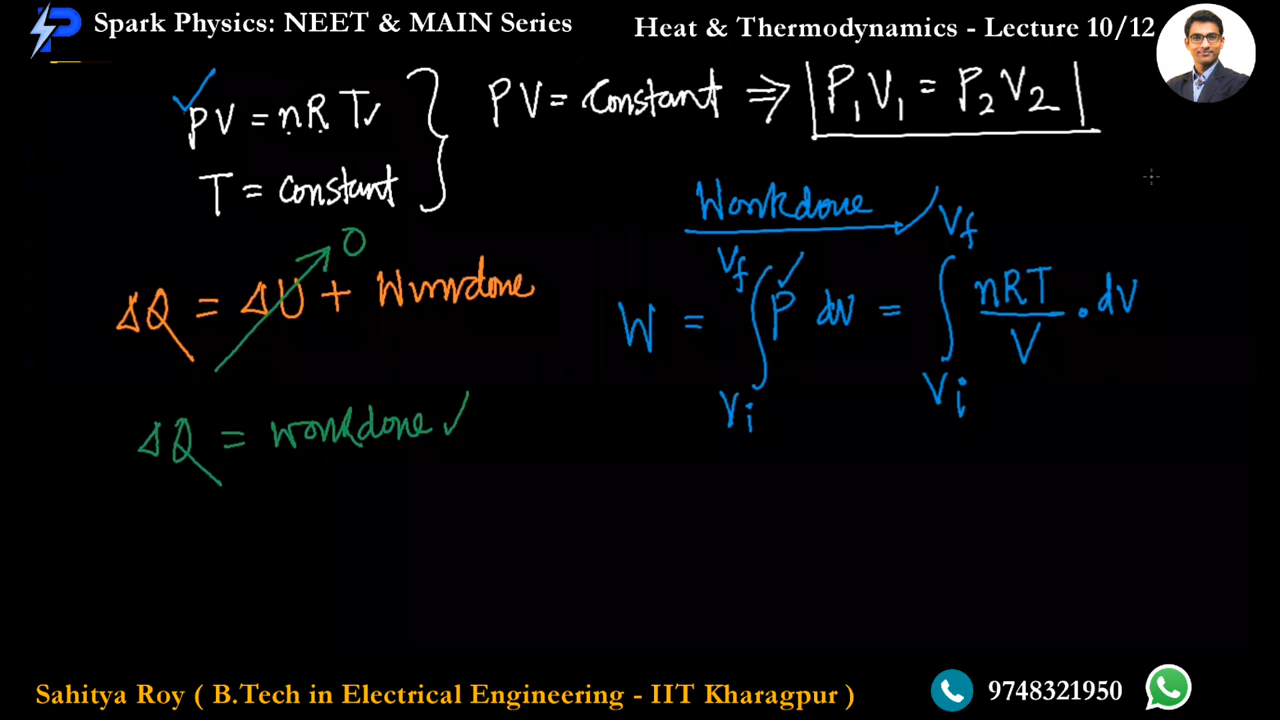 Spark Physics: NEET & MAIN Series
Heat & Thermodynamics - Lecture 10/12
PV = nRT
T = constant
PV = Constant ⇒ P₁V₁ = P₂V₂
Workdone
ΔQ = ΔU + Workdone
0
W = ∫ P dV = ∫ nRT/V . dV
Vf Vi Vf Vi
ΔQ = workdone
Sahitya Roy ( B.Tech in Electrical Engineering - IIT Kharagpur )
9748321950